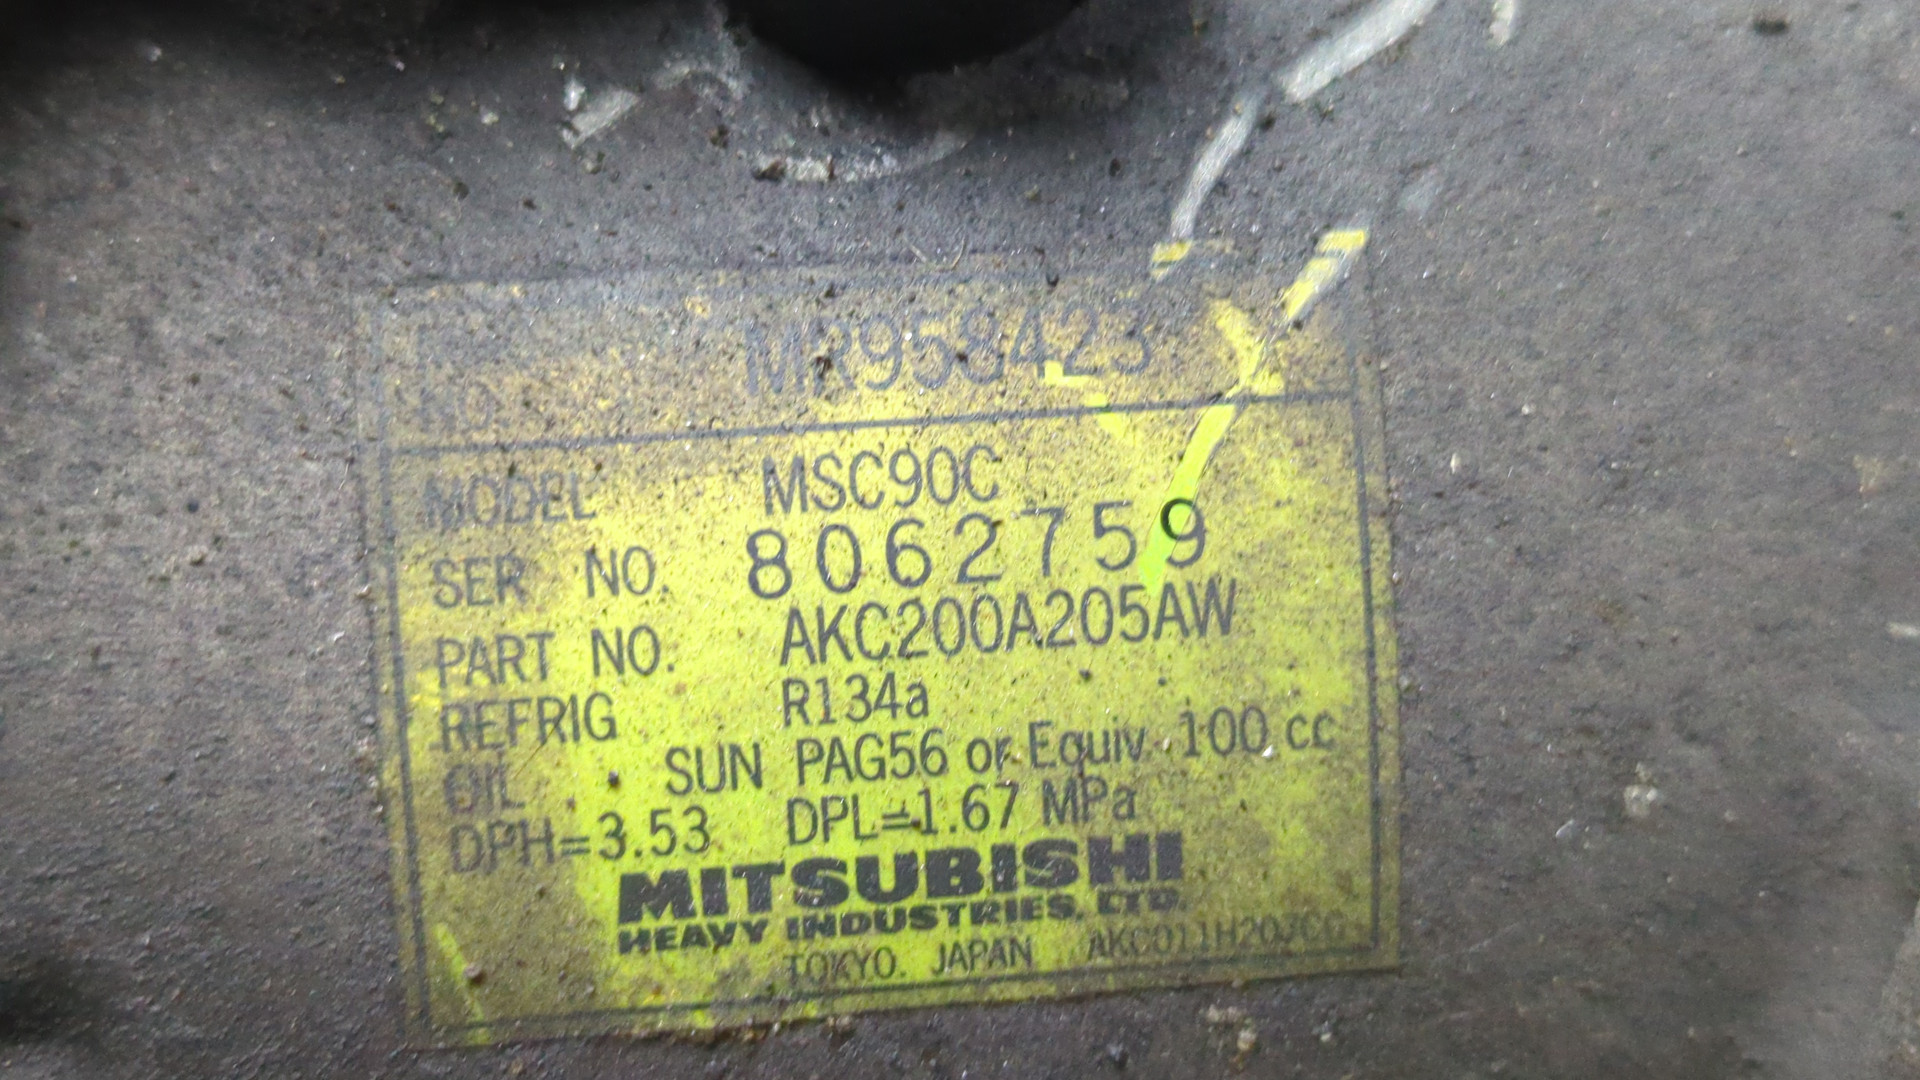 MR958423
NO.
MODEL MSC90C
SER NO. 8062759
PART NO. AKC200A205AW
REFRIG R134a
OIL SUN PAG56 or Equiv. 100 cc
DPH=3.53 DPL=1.67 MPa
MITSUBISHI
HEAVY INDUSTRIES, LTD.
TOKYO. JAPAN